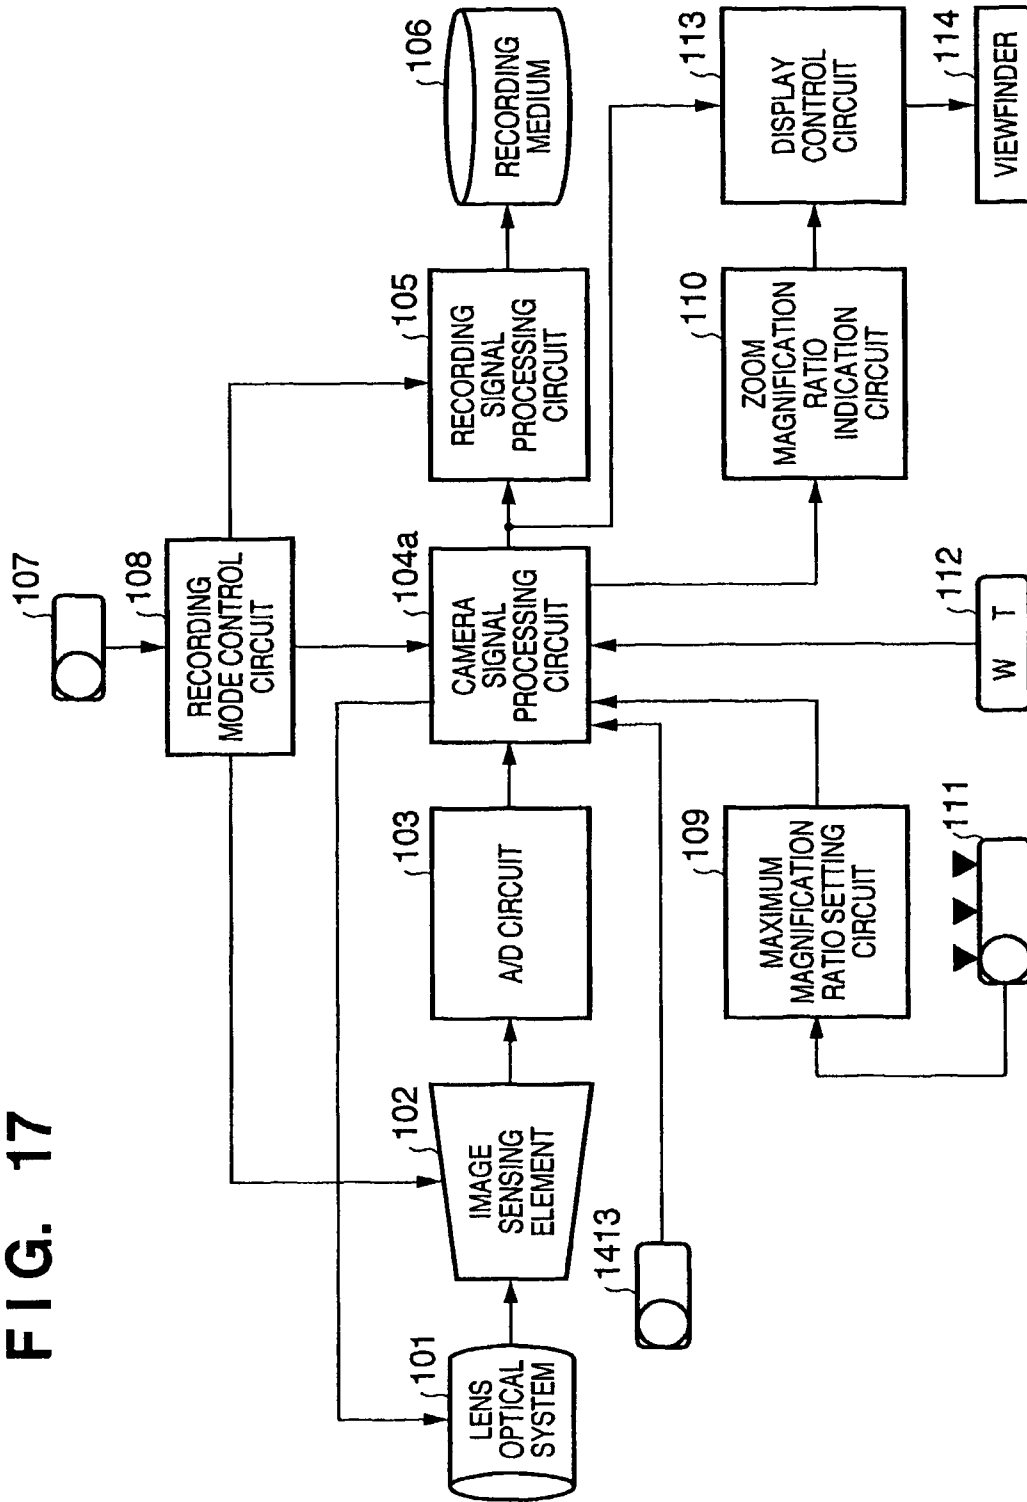 FIG. 17
107
108
RECORDING
MODE CONTROL
CIRCUIT
101
LENS
OPTICAL
SYSTEM
102
IMAGE
SENSING
ELEMENT
103
A/D CIRCUIT
104a
CAMERA
SIGNAL
PROCESSING
CIRCUIT
105
RECORDING
SIGNAL
PROCESSING
CIRCUIT
106
RECORDING
MEDIUM
1413
109
MAXIMUM
MAGNIFICATION
RATIO SETTING
CIRCUIT
110
ZOOM
MAGNIFICATION
RATIO
INDICATION
CIRCUIT
113
DISPLAY
CONTROL
CIRCUIT
111
112
W T
114
VIEWFINDER